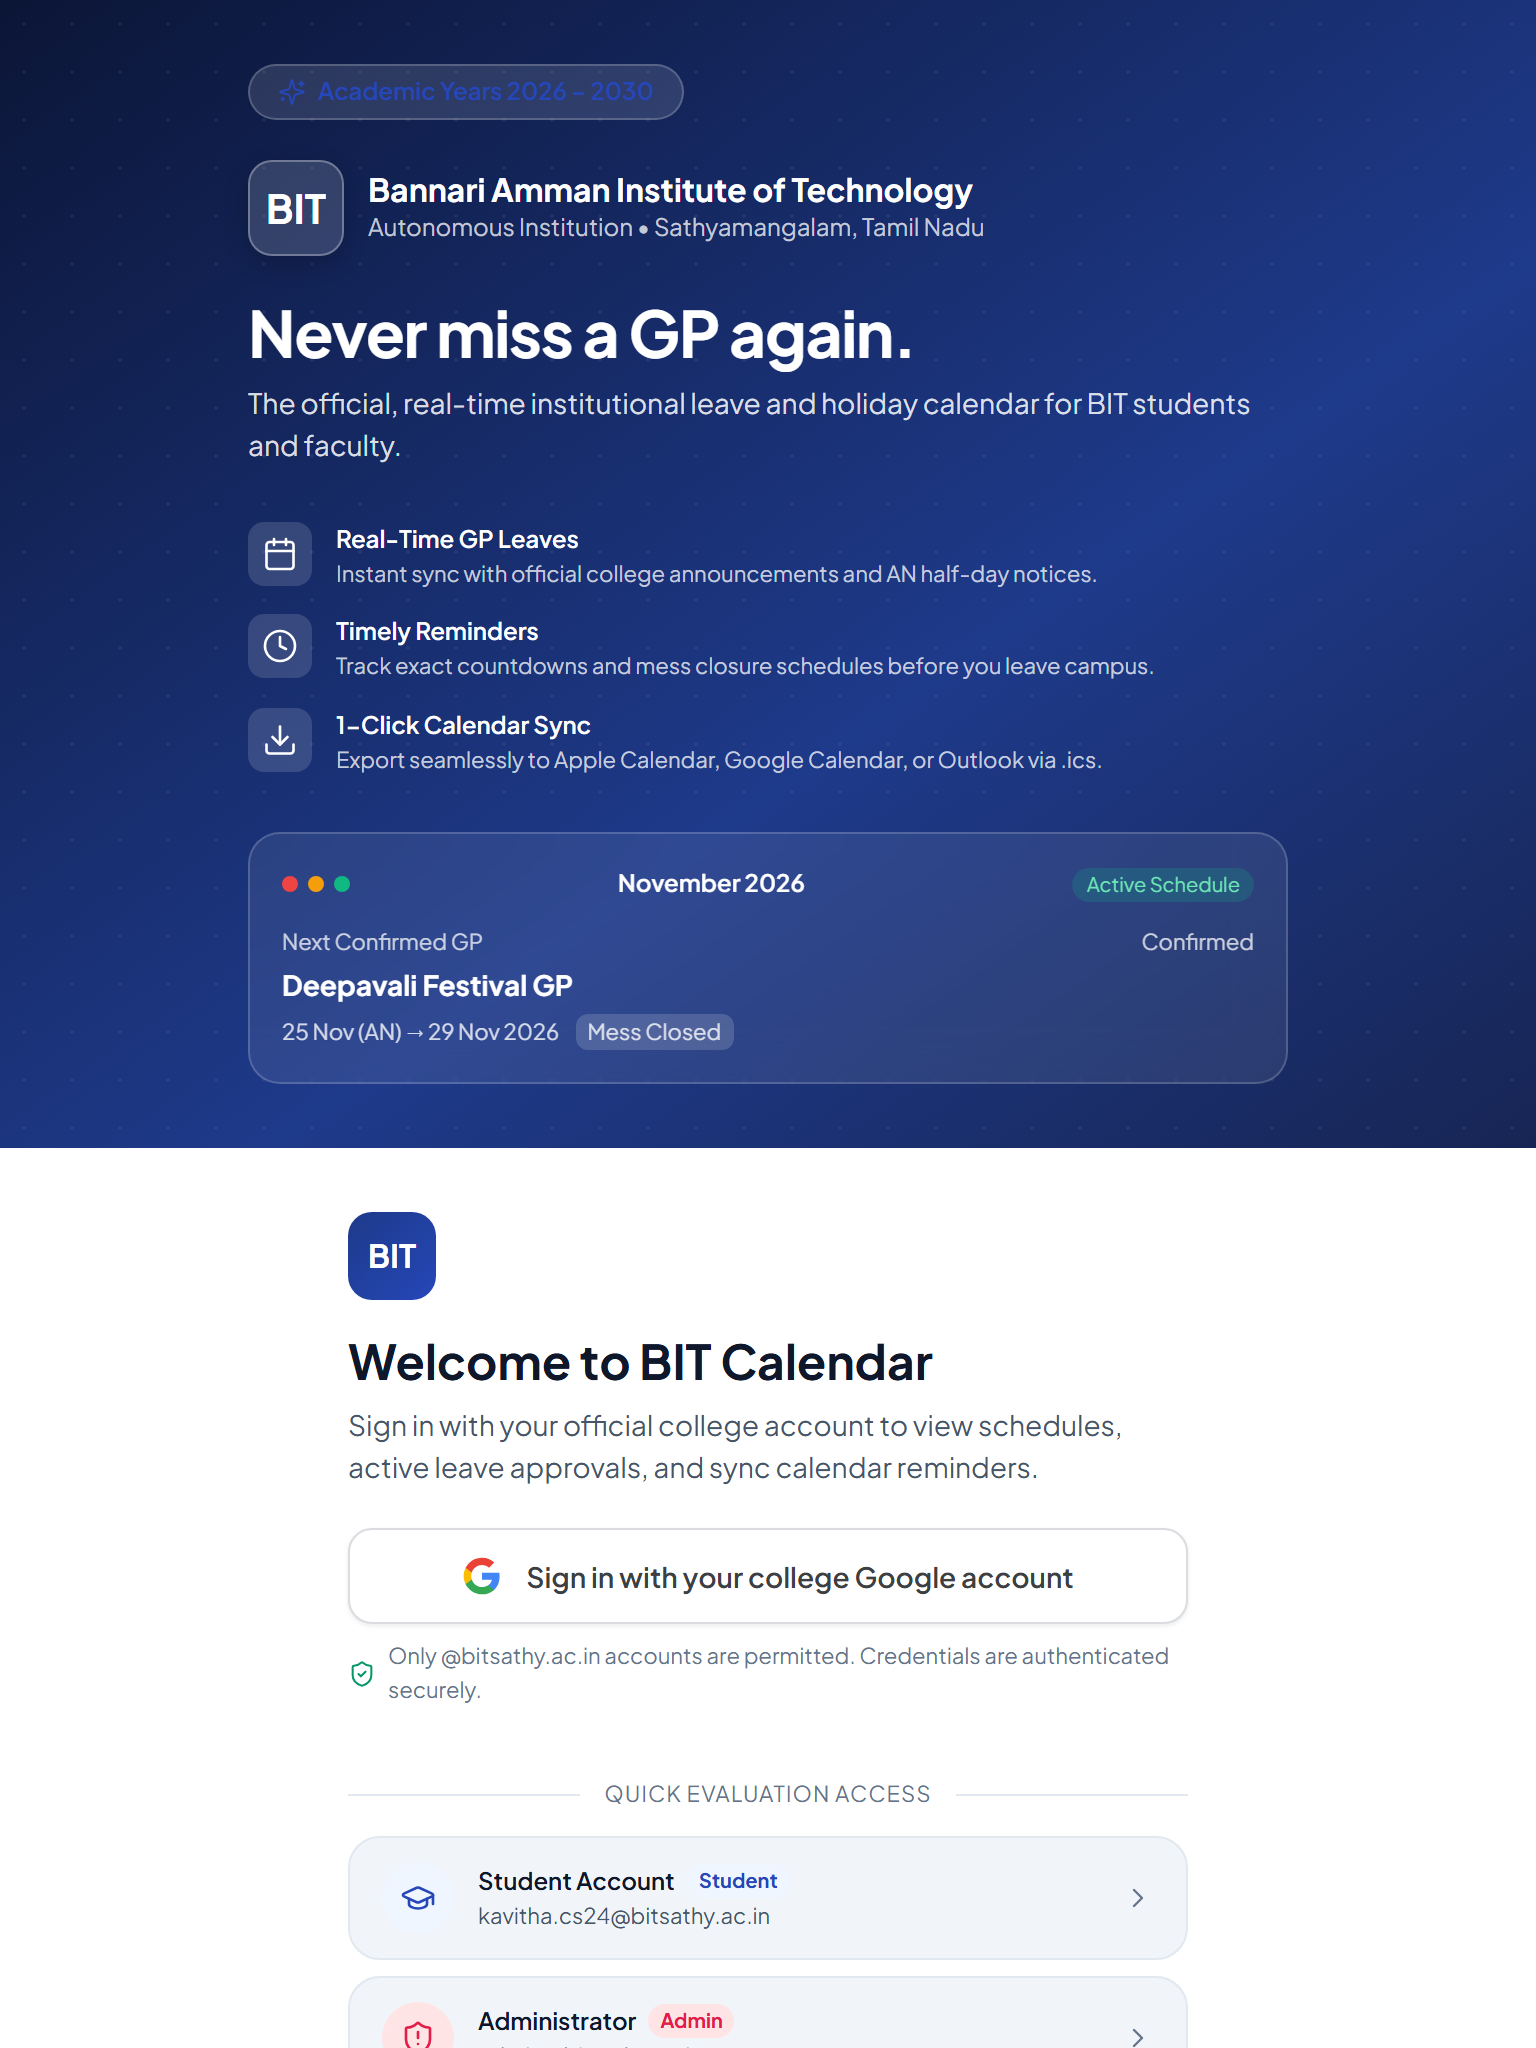 Academic Years 2026 – 2030
BIT
Bannari Amman Institute of Technology
Autonomous Institution • Sathyamangalam, Tamil Nadu
Never miss a GP again.
The official, real-time institutional leave and holiday calendar for BIT students
and faculty.
Real-Time GP Leaves
Instant sync with official college announcements and AN half-day notices.
Timely Reminders
Track exact countdowns and mess closure schedules before you leave campus.
1-Click Calendar Sync
Export seamlessly to Apple Calendar, Google Calendar, or Outlook via .ics.
November 2026
Active Schedule
Next Confirmed GP
Confirmed
Deepavali Festival GP
25 Nov (AN) → 29 Nov 2026
Mess Closed
BIT
Welcome to BIT Calendar
Sign in with your official college account to view schedules,
active leave approvals, and sync calendar reminders.
Sign in with your college Google account
Only @bitsathy.ac.in accounts are permitted. Credentials are authenticated
securely.
QUICK EVALUATION ACCESS
Student Account
Student
kavitha.cs24@bitsathy.ac.in
Administrator
Admin